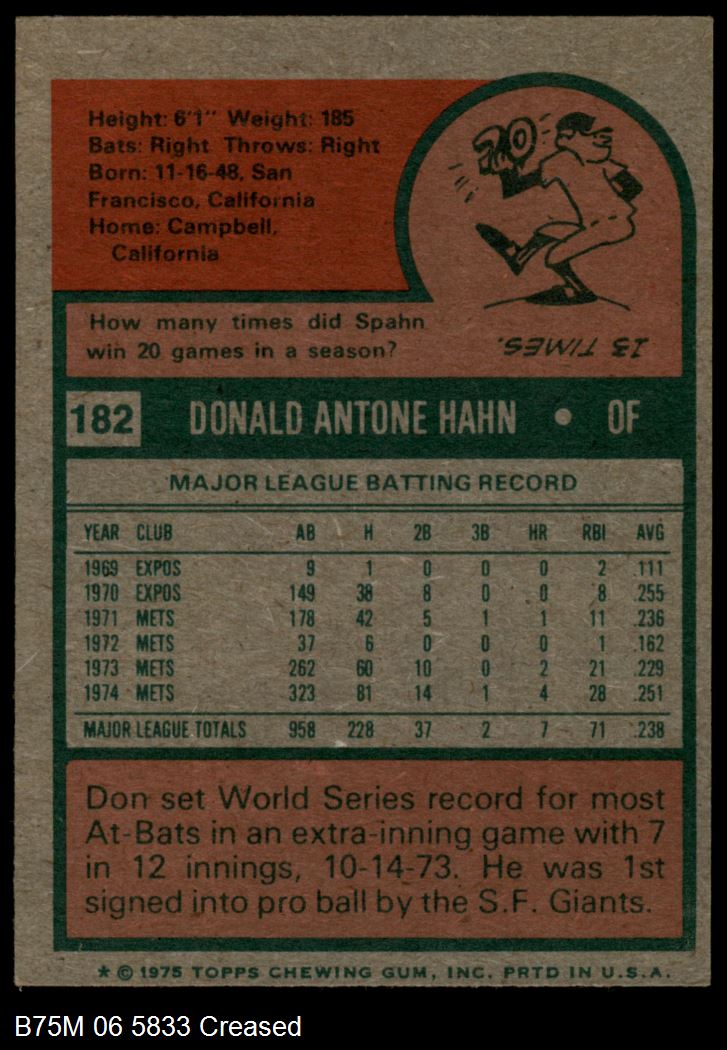 Height: 6'1" Weight: 185
Bats: Right Throws: Right
Born: 11-16-48, San
Francisco, California
Home: Campbell,
California
20
How many times did Spahn
win 20 games in a season?
13 TIMES.
182 DONALD ANTONE HAHN • OF
MAJOR LEAGUE BATTING RECORD
YEAR CLUB AB H 2B 3B HR RBI AVG
1969 EXPOS 9 1 0 0 0 2 .111
1970 EXPOS 149 38 8 0 0 8 .255
1971 METS 178 42 5 1 1 11 .236
1972 METS 37 6 0 0 0 1 .162
1973 METS 262 60 10 0 2 21 .229
1974 METS 323 81 14 1 4 28 .251
MAJOR LEAGUE TOTALS 958 228 37 2 7 71 .238
Don set World Series record for most
At-Bats in an extra-inning game with 7
in 12 innings, 10-14-73. He was 1st
signed into pro ball by the S.F. Giants.
* © 1975 TOPPS CHEWING GUM, INC. PRTD IN U.S.A.
B75M 06 5833 Creased